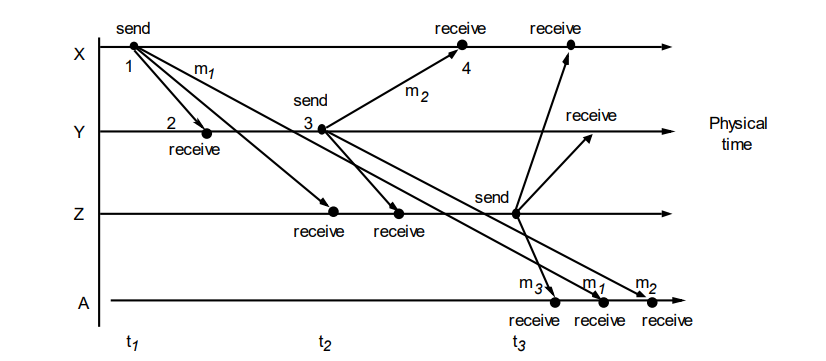 send
receive
receive
X
1
m1
4
m2
send
receive
Y
2
3
Physical
time
receive
send
Z
receive
receive
m3
m1
m2
A
receive
receive
receive
t1
t2
t3